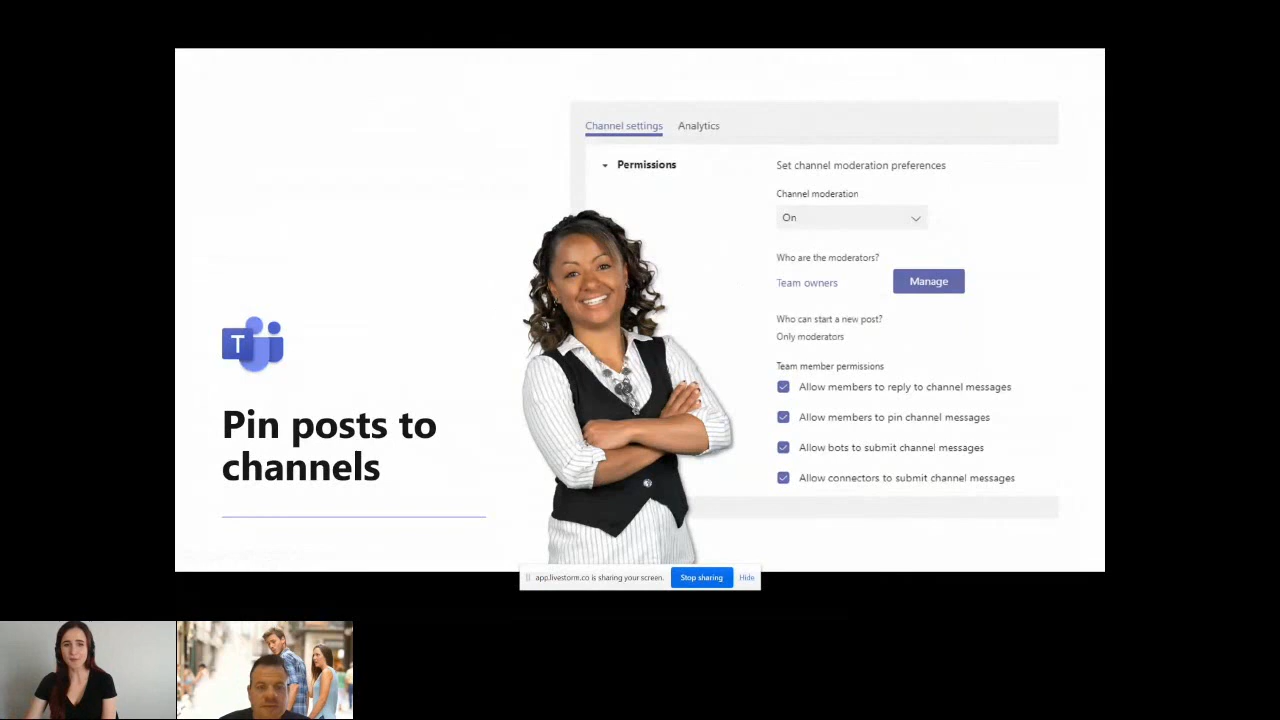 Channel settings Analytics
Permissions
Set channel moderation preferences
Channel moderation
On
Who are the moderators?
Team owners Manage
Who can start a new post?
Only moderators
Team member permissions
Allow members to reply to channel messages
Allow members to pin channel messages
Allow bots to submit channel messages
Allow connectors to submit channel messages
T
Pin posts to
channels
app.livestorm.co is sharing your screen. Stop sharing Hide